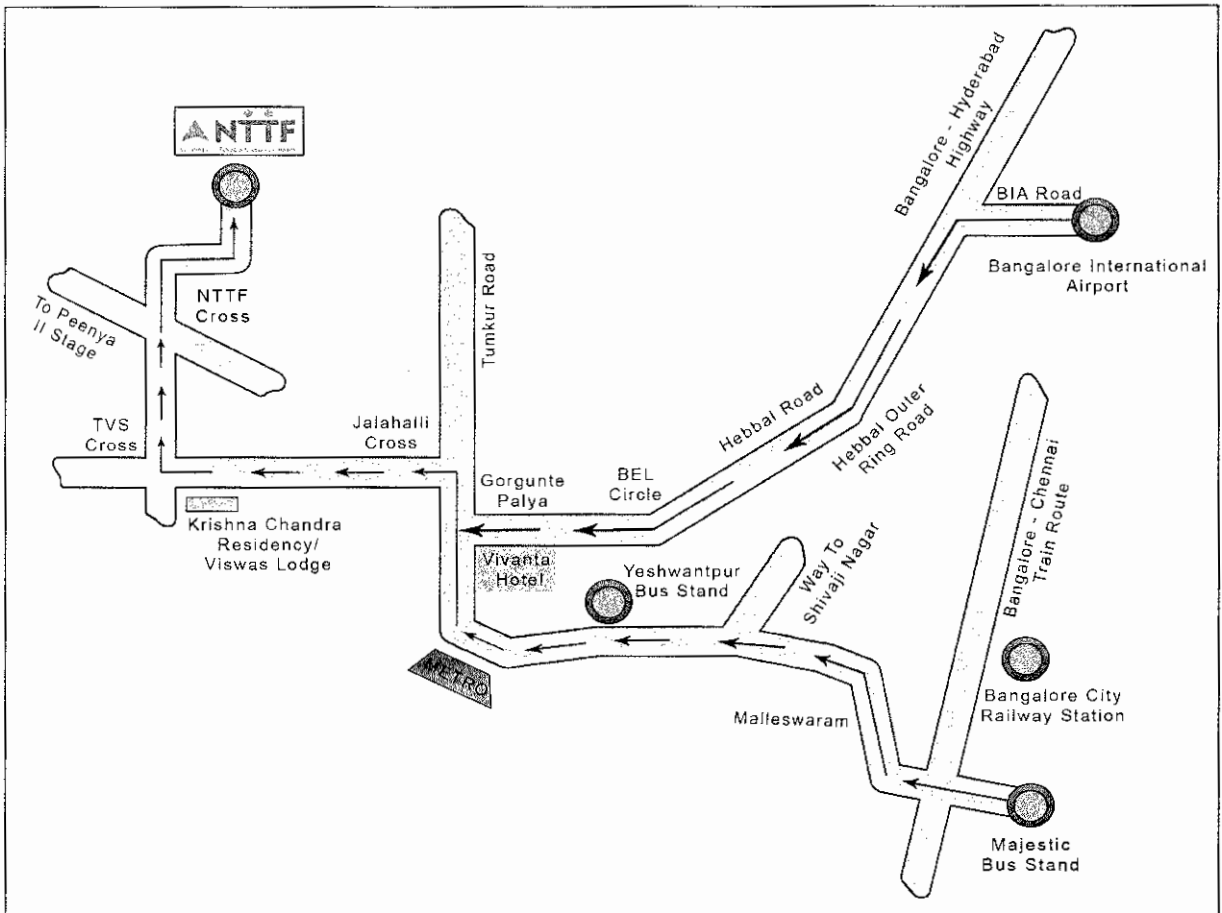 NTTF
Bangalore - Hyderabad
Highway
BIA Road
Bangalore International
Airport
NTTF
Cross
To Peenya
II Stage
Tumkur Road
TVS
Cross
Jalahalli
Cross
Hebbal Road
Hebbal Outer
Ring Road
Gorgunte
Palya
BEL
Circle
Krishna Chandra
Residency/
Viswas Lodge
Vivanta
Hotel
Yeshwantpur
Bus Stand
Way To
Shivaji Nagar
Bangalore - Chennai
Train Route
METRO
Malleswaram
Bangalore City
Railway Station
Majestic
Bus Stand